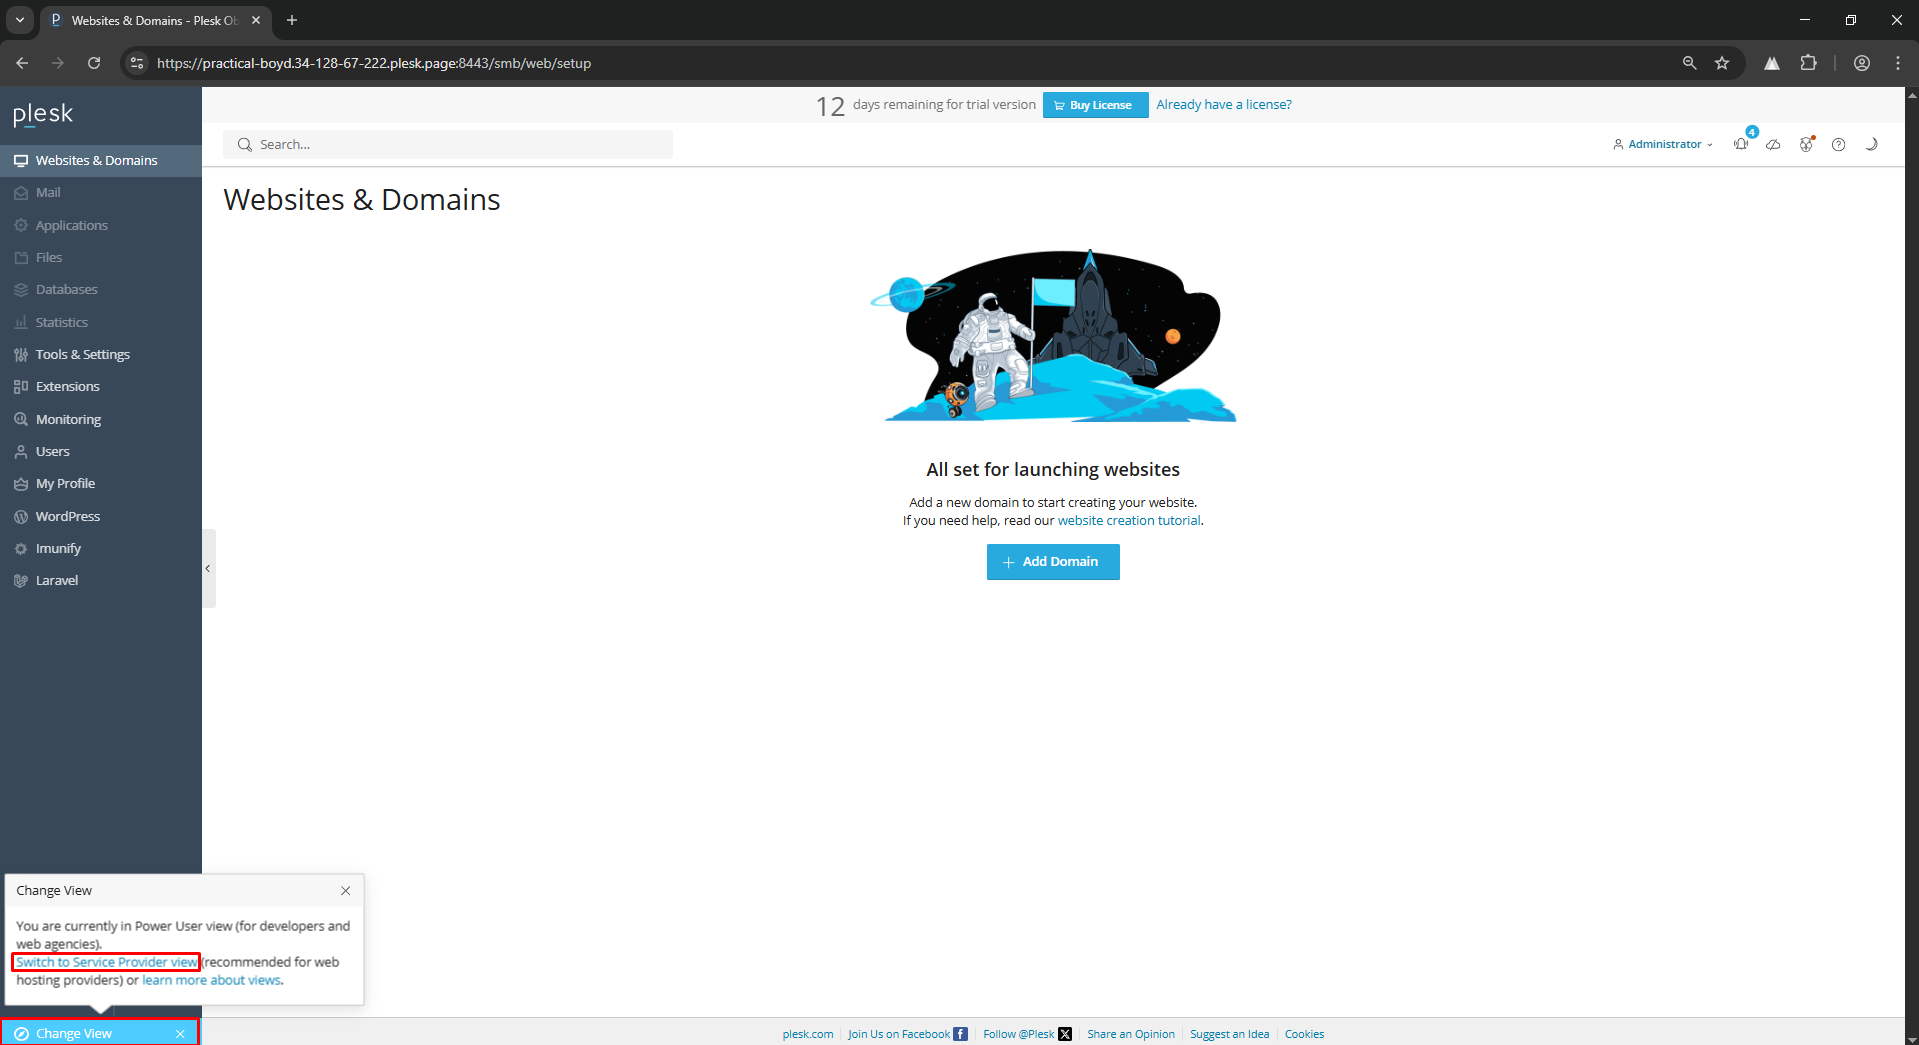 Websites & Domains - Plesk Ob
https://practical-boyd.34-128-67-222.plesk.page:8443/smb/web/setup
plesk
12 days remaining for trial version Buy License Already have a license?
Search...
Administrator
4
Websites & Domains
Mail
Applications
Files
Databases
Statistics
Tools & Settings
Extensions
Monitoring
Users
My Profile
WordPress
Imunify
Laravel
Websites & Domains
All set for launching websites
Add a new domain to start creating your website.
If you need help, read our website creation tutorial.
Add Domain
Change View
You are currently in Power User view (for developers and
web agencies).
Switch to Service Provider view (recommended for web
hosting providers) or learn more about views.
Change View
plesk.com Join Us on Facebook Follow @Plesk Share an Opinion Suggest an Idea Cookies